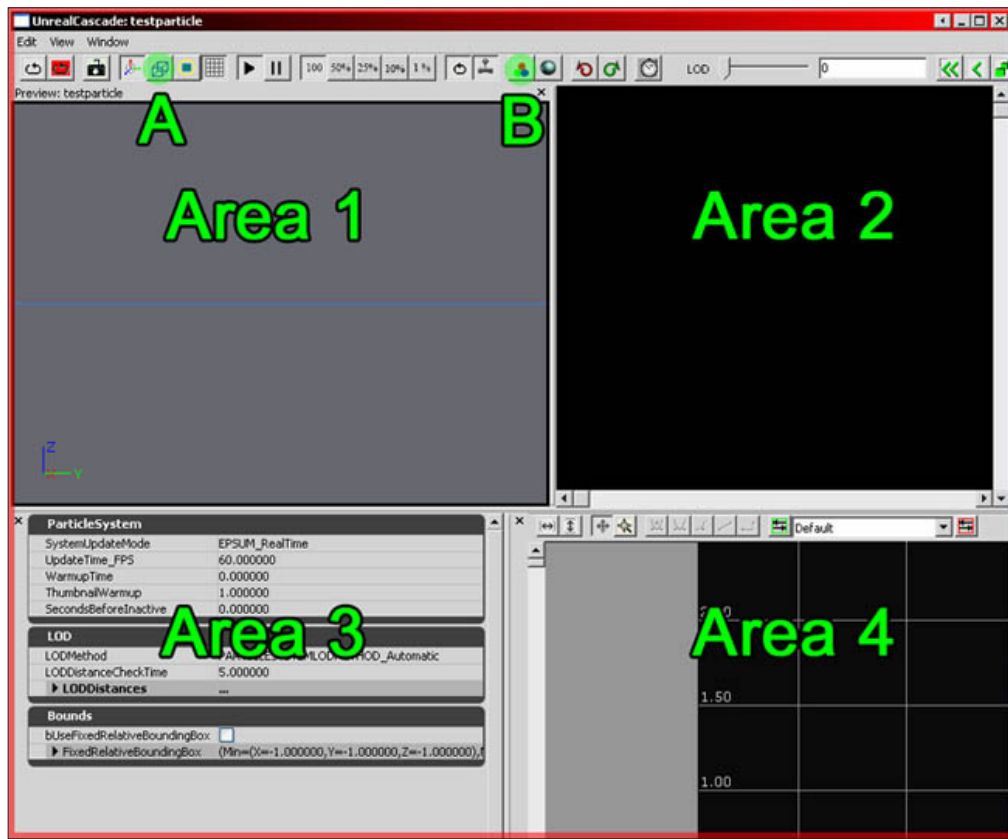 UnrealCascade: testparticle
Edit View Window
100 50% 25% 10% 1% LOD 0
Preview: testparticle
A
B
Area 1
Area 2
Z
Y
ParticleSystem
SystemUpdateMode EPSUM_RealTime
UpdateTime_FPS 60.000000
WarmupTime 0.000000
ThumbnailWarmup 1.000000
SecondsBeforeInactive 0.000000
Area 3
LOD
LODMethod
LODDistanceCheckTime 5.000000
LODDistances ...
Bounds
bUseFixedRelativeBoundingBox
FixedRelativeBoundingBox (Min=(X=-1.000000,Y=-1.000000,Z=-1.000000),
Default
Area 4
1.50
1.00